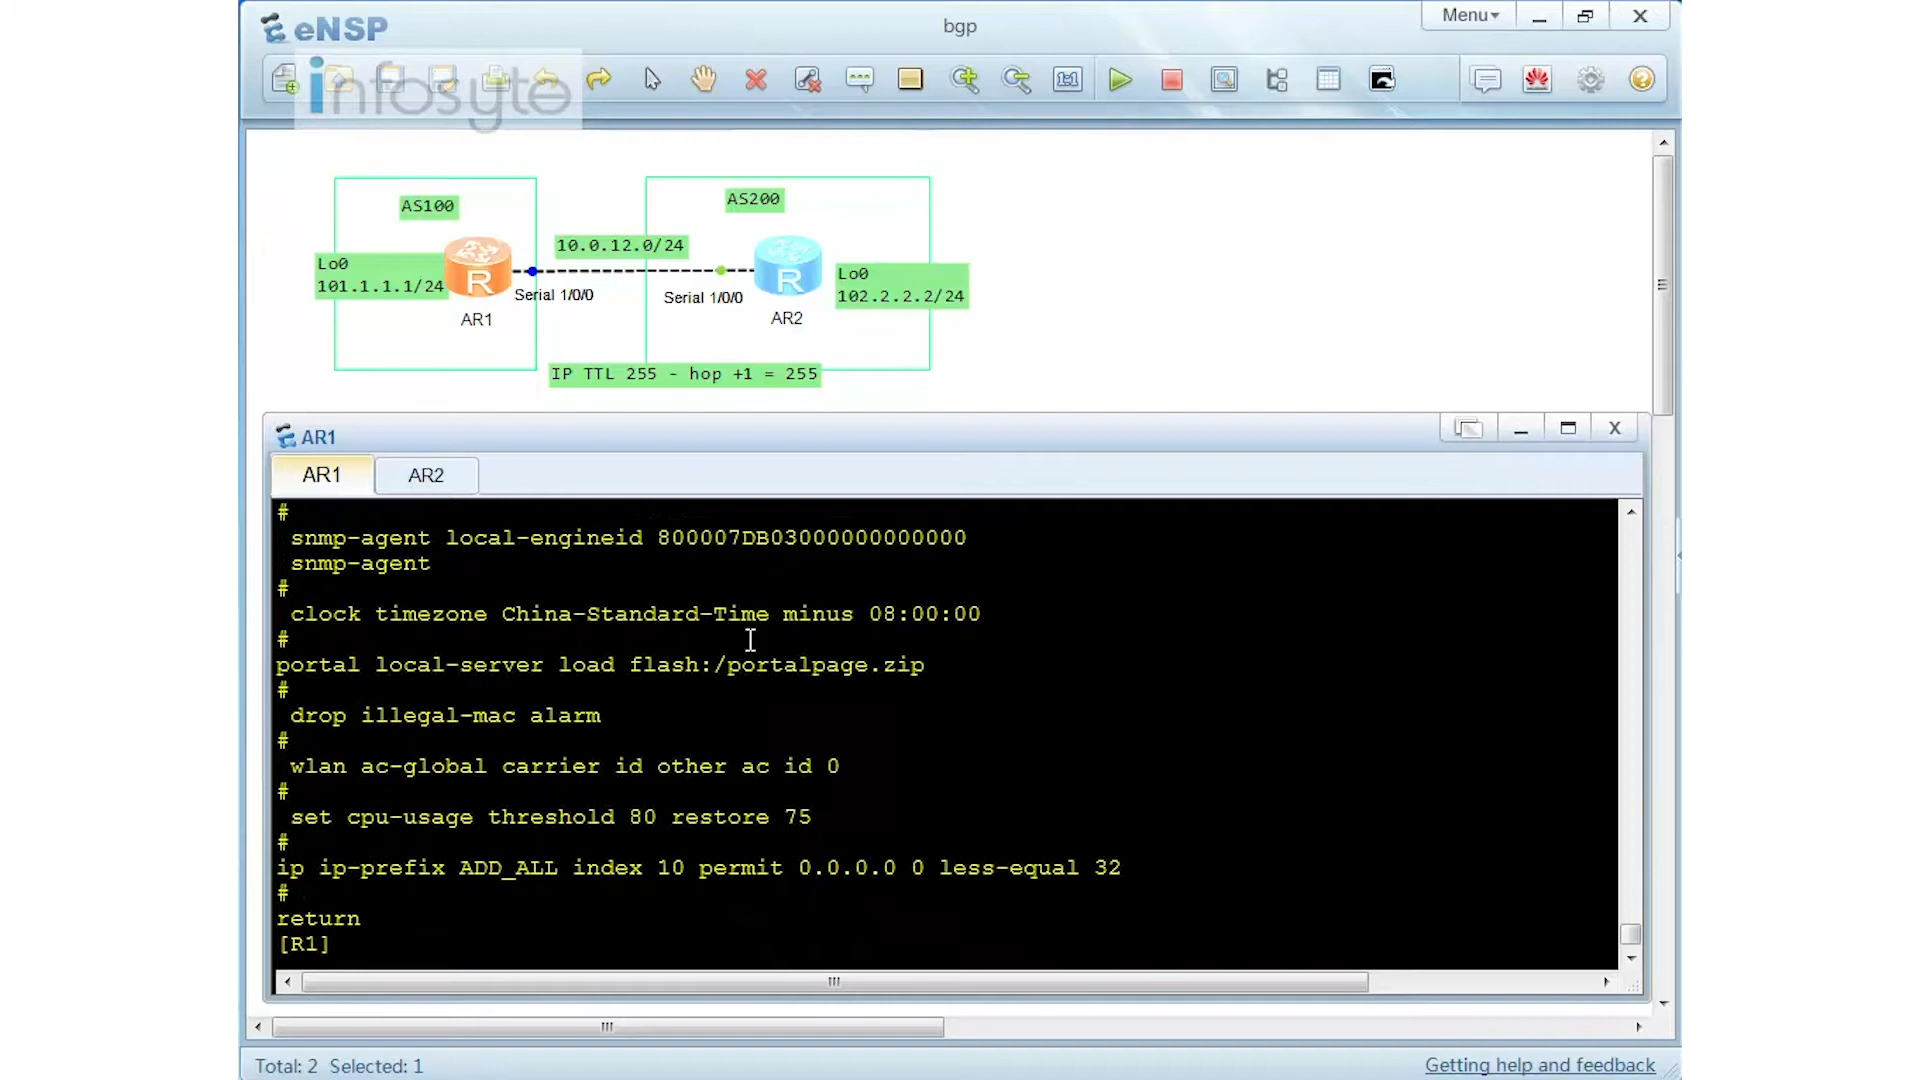 eNSP
bgp
Menu
infosyte
1:1
AS100
AS200
10.0.12.0/24
Lo0
101.1.1.1/24
Lo0
102.2.2.2/24
R
R
Serial 1/0/0
Serial 1/0/0
AR1
AR2
IP TTL 255 - hop +1 = 255
AR1
AR1
AR2
#
snmp-agent local-engineid 800007DB03000000000000
snmp-agent
#
clock timezone China-Standard-Time minus 08:00:00
#
portal local-server load flash:/portalpage.zip
#
drop illegal-mac alarm
#
wlan ac-global carrier id other ac id 0
#
set cpu-usage threshold 80 restore 75
#
ip ip-prefix ADD_ALL index 10 permit 0.0.0.0 0 less-equal 32
#
return
[R1]
Total: 2 Selected: 1
Getting help and feedback